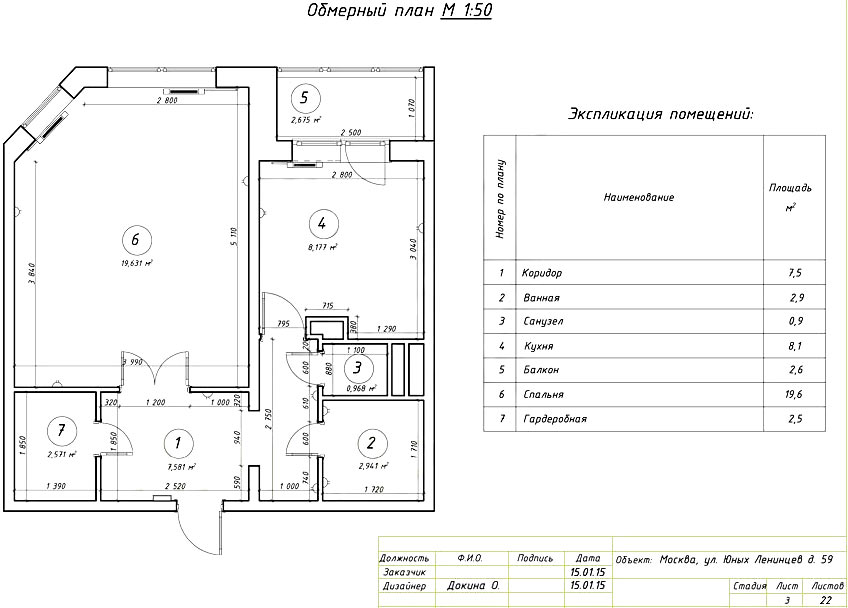 Обмерный план М 1:50
2 800
5
2,675 м²
1 070
2 500
2 800
6
19,631 м²
5 110
3 840
3 990
4
8,177 м²
3 040
715
795
380
1 290
200
1 100
3
0,968 м²
880
600
610
320
1 200
1 000
320
2 750
940
7
2,571 м²
1 850
1 390
1 850
1
7,581 м²
2 520
590
600
740
1 000
2
2,941 м²
1 710
1 720
Экспликация помещений:
Номер по плану
Наименование
Площадь
м²
1 Коридор 7,5
2 Ванная 2,9
3 Санузел 0,9
4 Кухня 8,1
5 Балкон 2,6
6 Спальня 19,6
7 Гардеробная 2,5
Должность Ф.И.О. Подпись Дата
Объект: Москва, ул. Юных Ленинцев д. 59
Заказчик 15.01.15
Дизайнер Докина О. 15.01.15
Стадия Лист Листов
3 22